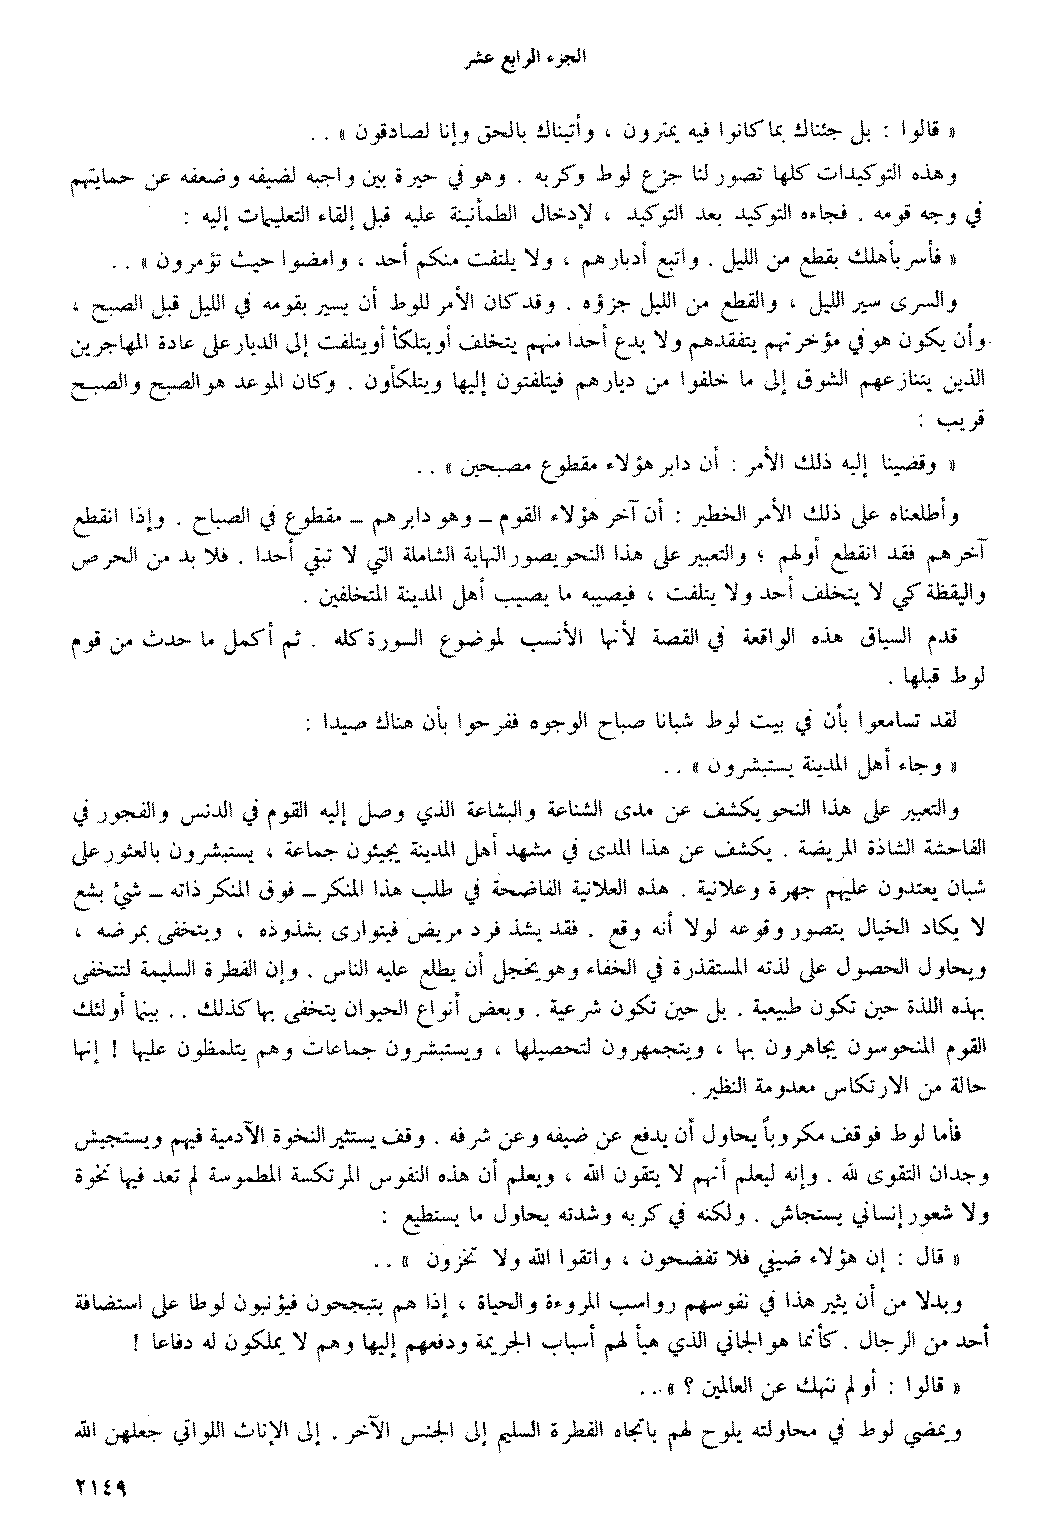 الجزء الرابع عشر
« قالوا : بل جئناك بما كانوا فيه يمترون ، وأتيناك بالحق وإنا لصادقون » . .
وهذه التوكيدات كلها تصور لنا جزع لوط وكربه . وهو في حيرة بين واجبه لضيفه وضعفه عن حمايتهم
في وجه قومه . فجاءه التوكيد بعد التوكيد ، لإدخال الطمأنينة عليه قبل إلقاء التعليمات إليه :
« فأسر بأهلك بقطع من الليل . واتبع أدبارهم ، ولا يلتفت منكم أحد ، وامضوا حيث تؤمرون » . .
والسرى سير الليل ، والقطع من الليل جزؤه . وقد كان الأمر للوط أن يسير بقومه في الليل قبل الصبح ،
وأن يكون هو في مؤخرتهم يتفقدهم ولا يدع أحدا منهم يتخلف أو يتلكأ أو يتلفت إلى الديار على عادة المهاجرين
الذين يتنازعهم الشوق إلى ما خلفوا من ديارهم فيتلفتون إليها ويتلكأون . وكان الموعد هو الصبح والصبح
قريب :
« وقضينا إليه ذلك الأمر : أن دابر هؤلاء مقطوع مصبحين » . .
وأطلعناه على ذلك الأمر الخطير : أن آخر هؤلاء القوم – وهو دابرهم – مقطوع في الصباح . وإذا انقطع
آخرهم فقد انقطع أولهم ؛ والتعبير على هذا النحو يصور النهاية الشاملة التي لا تبقي أحدا . فلا بد من الحرص
واليقظة كي لا يتخلف أحد ولا يتلفت ، فيصيبه ما يصيب أهل المدينة المتخلفين .
قدم السياق هذه الواقعة في القصة لأنها الأنسب لموضوع السورة كله . ثم أكمل ما حدث من قوم
لوط قبلها .
لقد تسامعوا بأن في بيت لوط شبانا صباح الوجوه ففرحوا بأن هناك صيدا :
« وجاء أهل المدينة يستبشرون » . .
والتعبير على هذا النحو يكشف عن مدى الشناعة والبشاعة الذي وصل إليه القوم في الدنس والفجور في
الفاحشة الشاذة المريضة . يكشف عن هذا المدى في مشهد أهل المدينة يجيئون جماعة ، يستبشرون بالعثور على
شبان يعتدون عليهم جهرة وعلانية . هذه العلانية الفاضحة في طلب هذا المنكر – فوق المنكر ذاته – شيء بشع
لا يكاد الخيال يتصور وقوعه لولا أنه وقع . فقد يشذ فرد مريض فيتوارى بشذوذه ، ويتخفى بمرضه ،
ويحاول الحصول على لذته المستقذرة في الخفاء وهو يخجل أن يطلع عليه الناس . وإن الفطرة السليمة لتتخفى
بهذه اللذة حين تكون طبيعية . بل حين تكون شرعية . وبعض أنواع الحيوان يتخفى بها كذلك . . بينما أولئك
القوم المنحوسون يجاهرون بها ، ويتجمهرون لتحصيلها ، ويستبشرون جماعات وهم يتلمظون عليها ! إنها
حالة من الارتكاس معدومة النظير .
فأما لوط فوقف مكروباً يحاول أن يدفع عن ضيفه وعن شرفه . وقف يستثير النخوة الآدمية فيهم ويستجيش
وجدان التقوى لله . وإنه ليعلم أنهم لا يتقون الله ، ويعلم أن هذه النفوس المرتكسة المطموسة لم تعد فيها نخوة
ولا شعور إنساني يستجاش . ولكنه في كربه وشدته يحاول ما يستطيع :
« قال : إن هؤلاء ضيفي فلا تفضحون ، واتقوا الله ولا تخزون » . .
وبدلا من أن يثير هذا في نفوسهم رواسب المروءة والحياة ، إذا هم يتبجحون فيؤنبون لوطا على استضافة
أحد من الرجال . كأنما هو الجاني الذي هيأ لهم أسباب الجريمة ودفعهم إليها وهم لا يملكون له دفاعا !
« قالوا : أولم ننهك عن العالمين ؟ » . .
ويمضي لوط في محاولته يلوح لهم باتجاه الفطرة السليم إلى الجنس الآخر . إلى الإناث اللواتي جعلهن الله
٢١٤٩